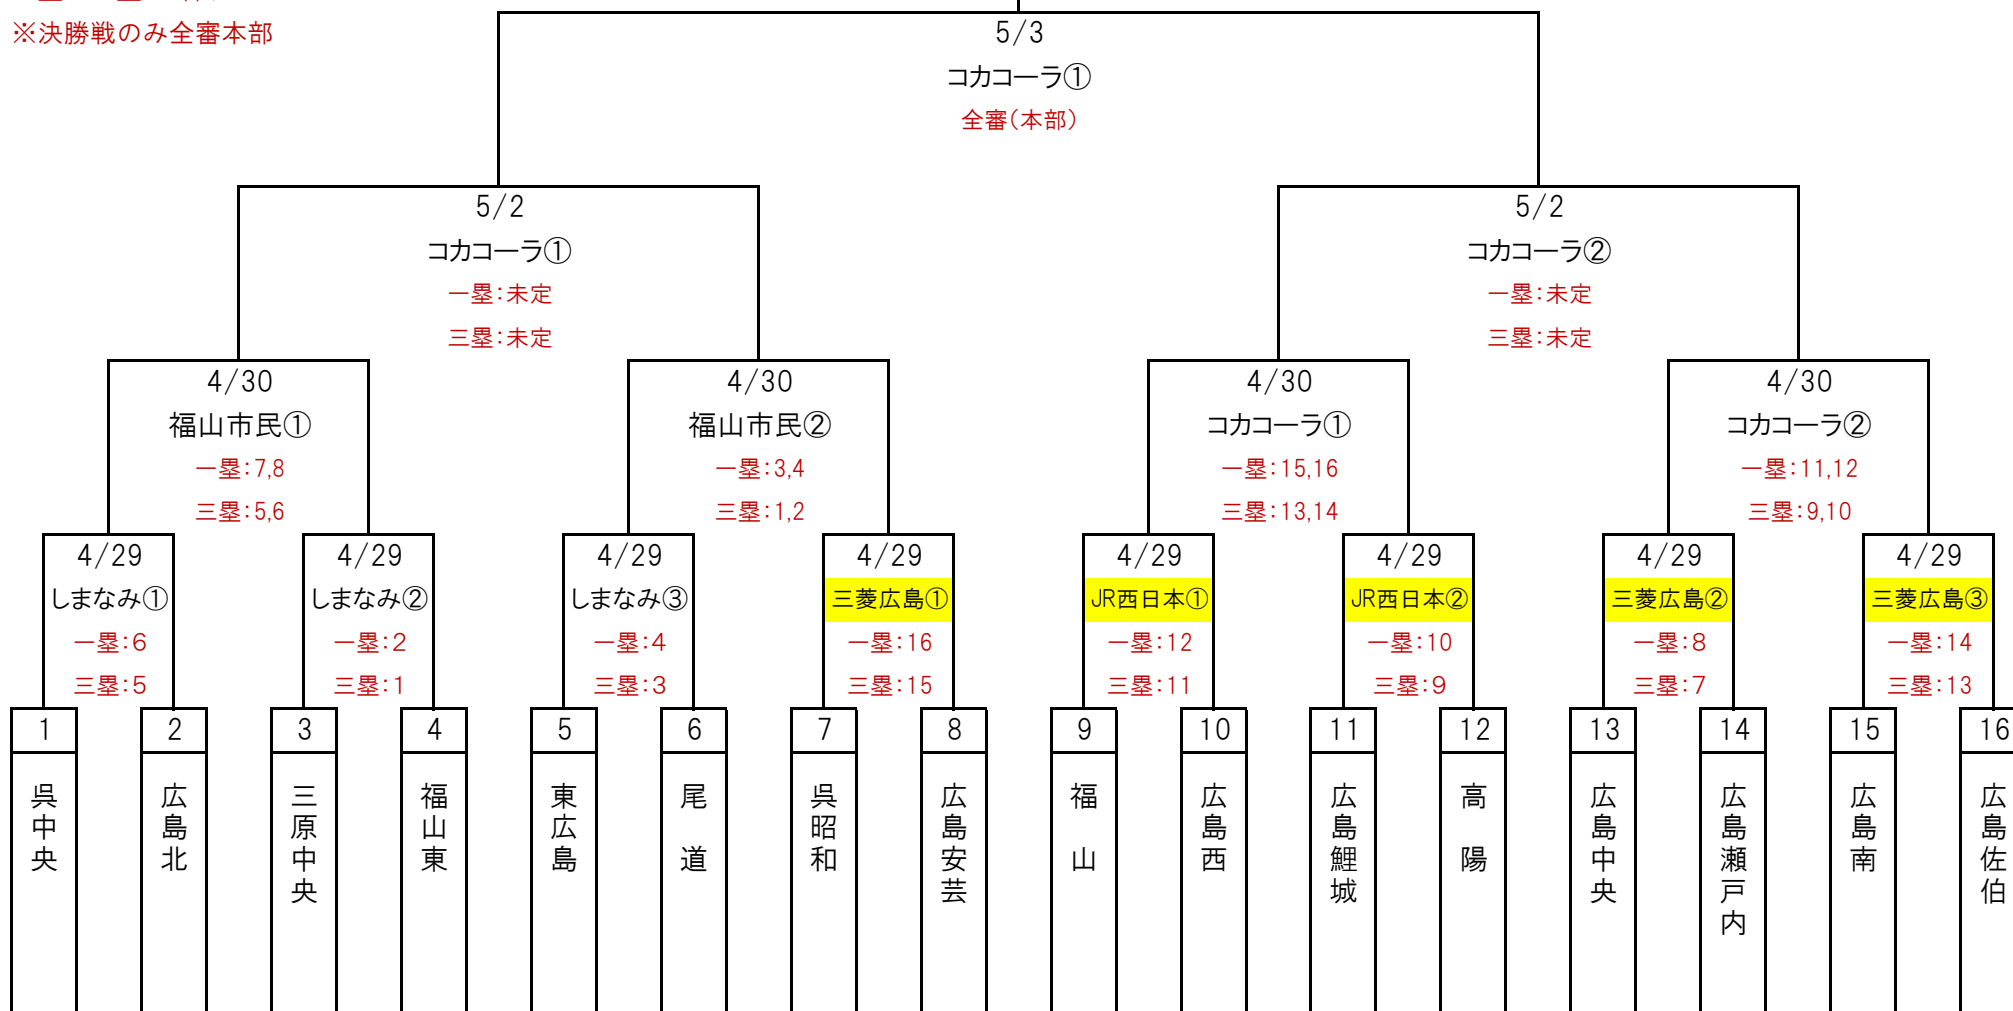 ※決勝戦のみ全審本部
5/3
コカコーラ①
全審(本部)
5/2
コカコーラ①
一塁:未定
三塁:未定
5/2
コカコーラ②
一塁:未定
三塁:未定
4/30
福山市民①
一塁:7,8
三塁:5,6
4/30
福山市民②
一塁:3,4
三塁:1,2
4/30
コカコーラ①
一塁:15,16
三塁:13,14
4/30
コカコーラ②
一塁:11,12
三塁:9,10
4/29
しまなみ①
一塁:6
三塁:5
4/29
しまなみ②
一塁:2
三塁:1
4/29
しまなみ③
一塁:4
三塁:3
4/29
三菱広島①
一塁:16
三塁:15
4/29
JR西日本①
一塁:12
三塁:11
4/29
JR西日本②
一塁:10
三塁:9
4/29
三菱広島②
一塁:8
三塁:7
4/29
三菱広島③
一塁:14
三塁:13
1
呉中央
2
広島北
3
三原中央
4
福山東
5
東広島
6
尾道
7
呉昭和
8
広島安芸
9
福山
10
広島西
11
広島鯉城
12
高陽
13
広島中央
14
広島瀬戸内
15
広島南
16
広島佐伯